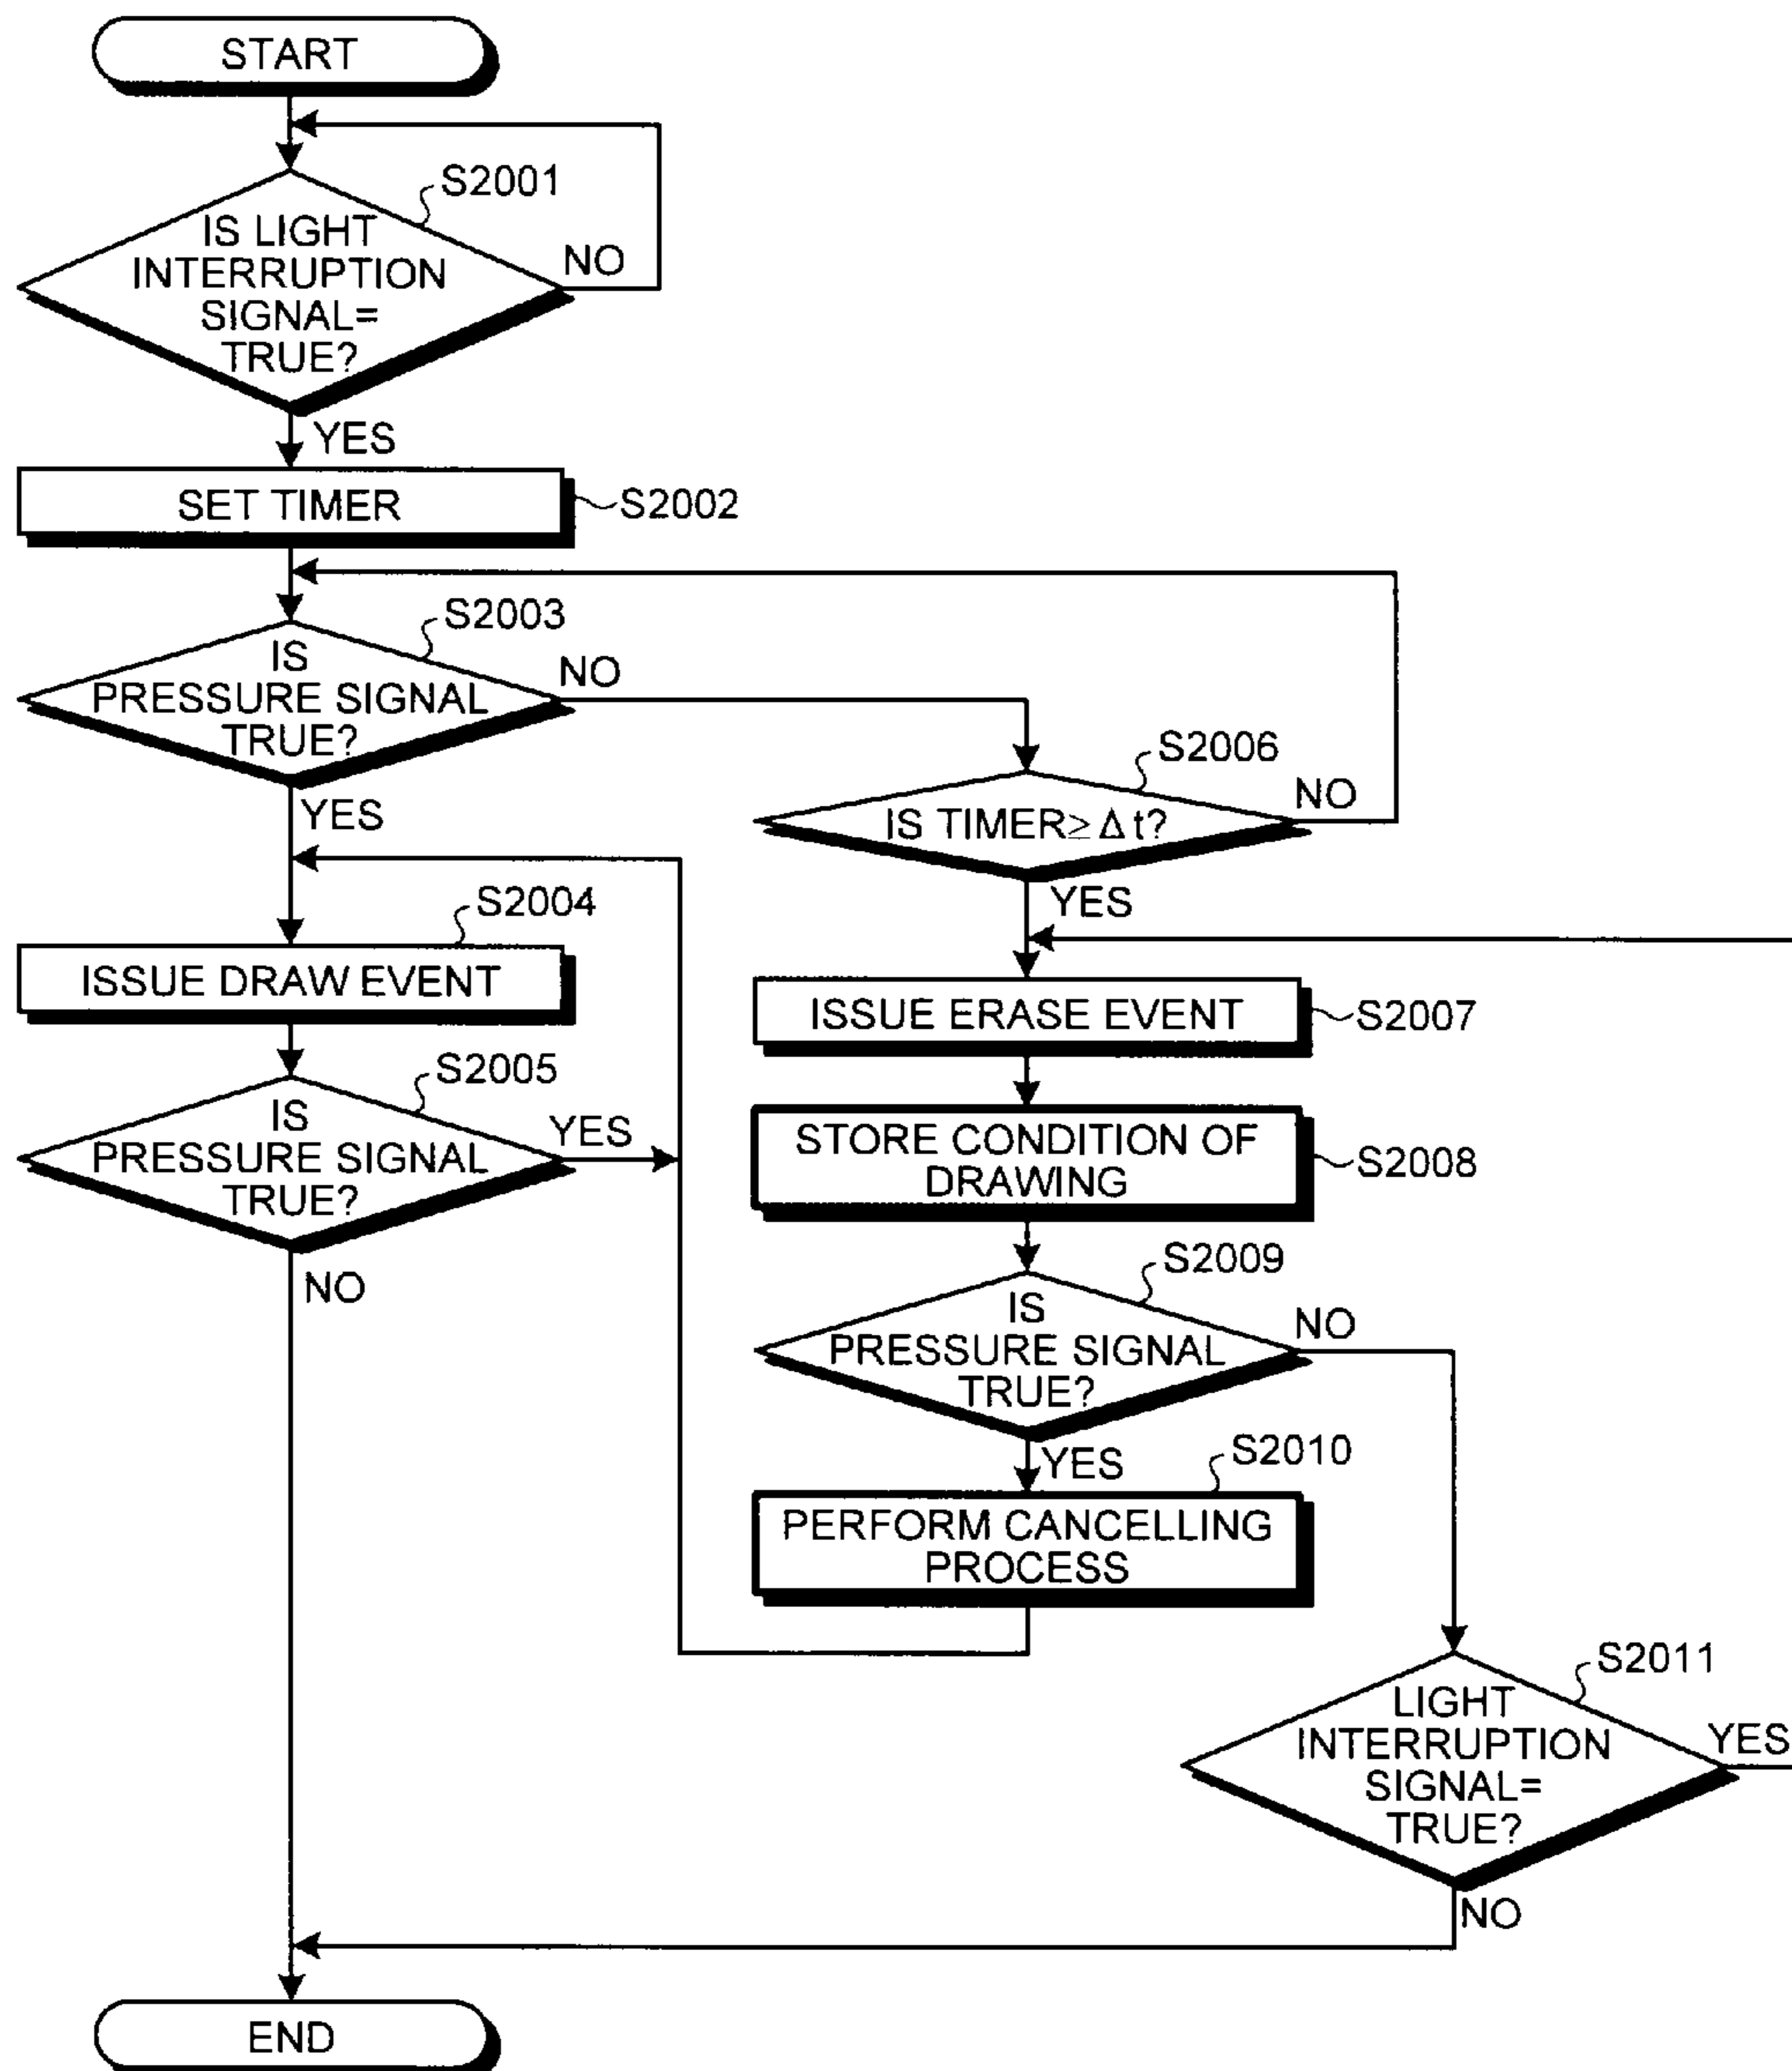 START
S2001
IS LIGHT
INTERRUPTION
SIGNAL=
TRUE?
NO
YES
SET TIMER
S2002
S2003
IS
PRESSURE SIGNAL
TRUE?
NO
YES
S2006
IS TIMER≥ Δ t?
NO
YES
S2004
ISSUE DRAW EVENT
S2005
IS
PRESSURE SIGNAL
TRUE?
YES
NO
ISSUE ERASE EVENT
S2007
STORE CONDITION OF
DRAWING
S2008
S2009
IS
PRESSURE SIGNAL
TRUE?
NO
YES
S2010
PERFORM CANCELLING
PROCESS
S2011
LIGHT
INTERRUPTION
SIGNAL=
TRUE?
YES
NO
END